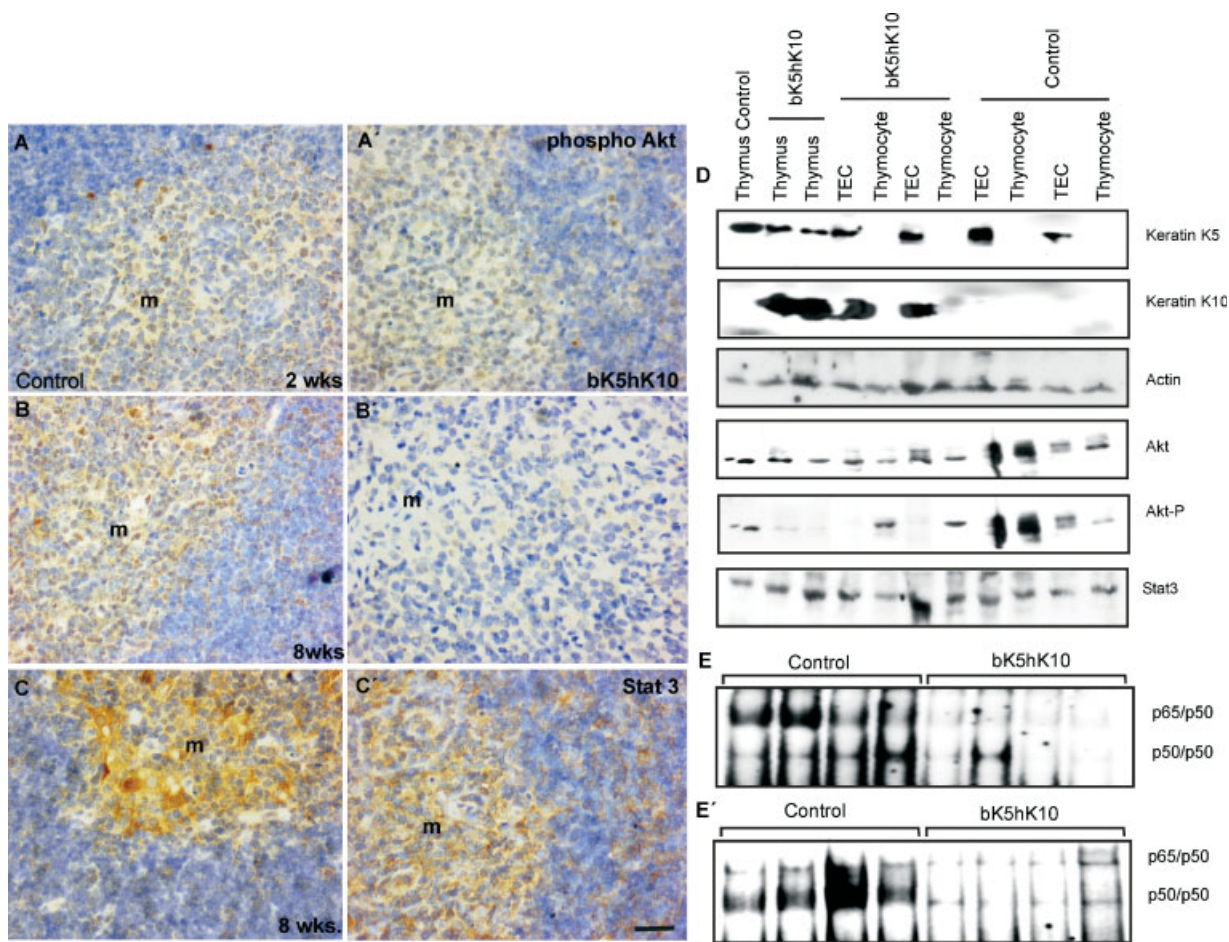 A
m
Control
2 wks
A´
phospho Akt
m
bK5hK10
B
m
8wks
B´
m
C
m
8 wks.
C´
Stat 3
m
bK5hK10
bK5hK10
Control
Thymus Control
Thymus
Thymus
TEC
Thymocyte
TEC
Thymocyte
TEC
Thymocyte
TEC
Thymocyte
D
Keratin K5
Keratin K10
Actin
Akt
Akt-P
Stat3
E
Control
bK5hK10
p65/p50
p50/p50
E´
Control
bK5hK10
p65/p50
p50/p50